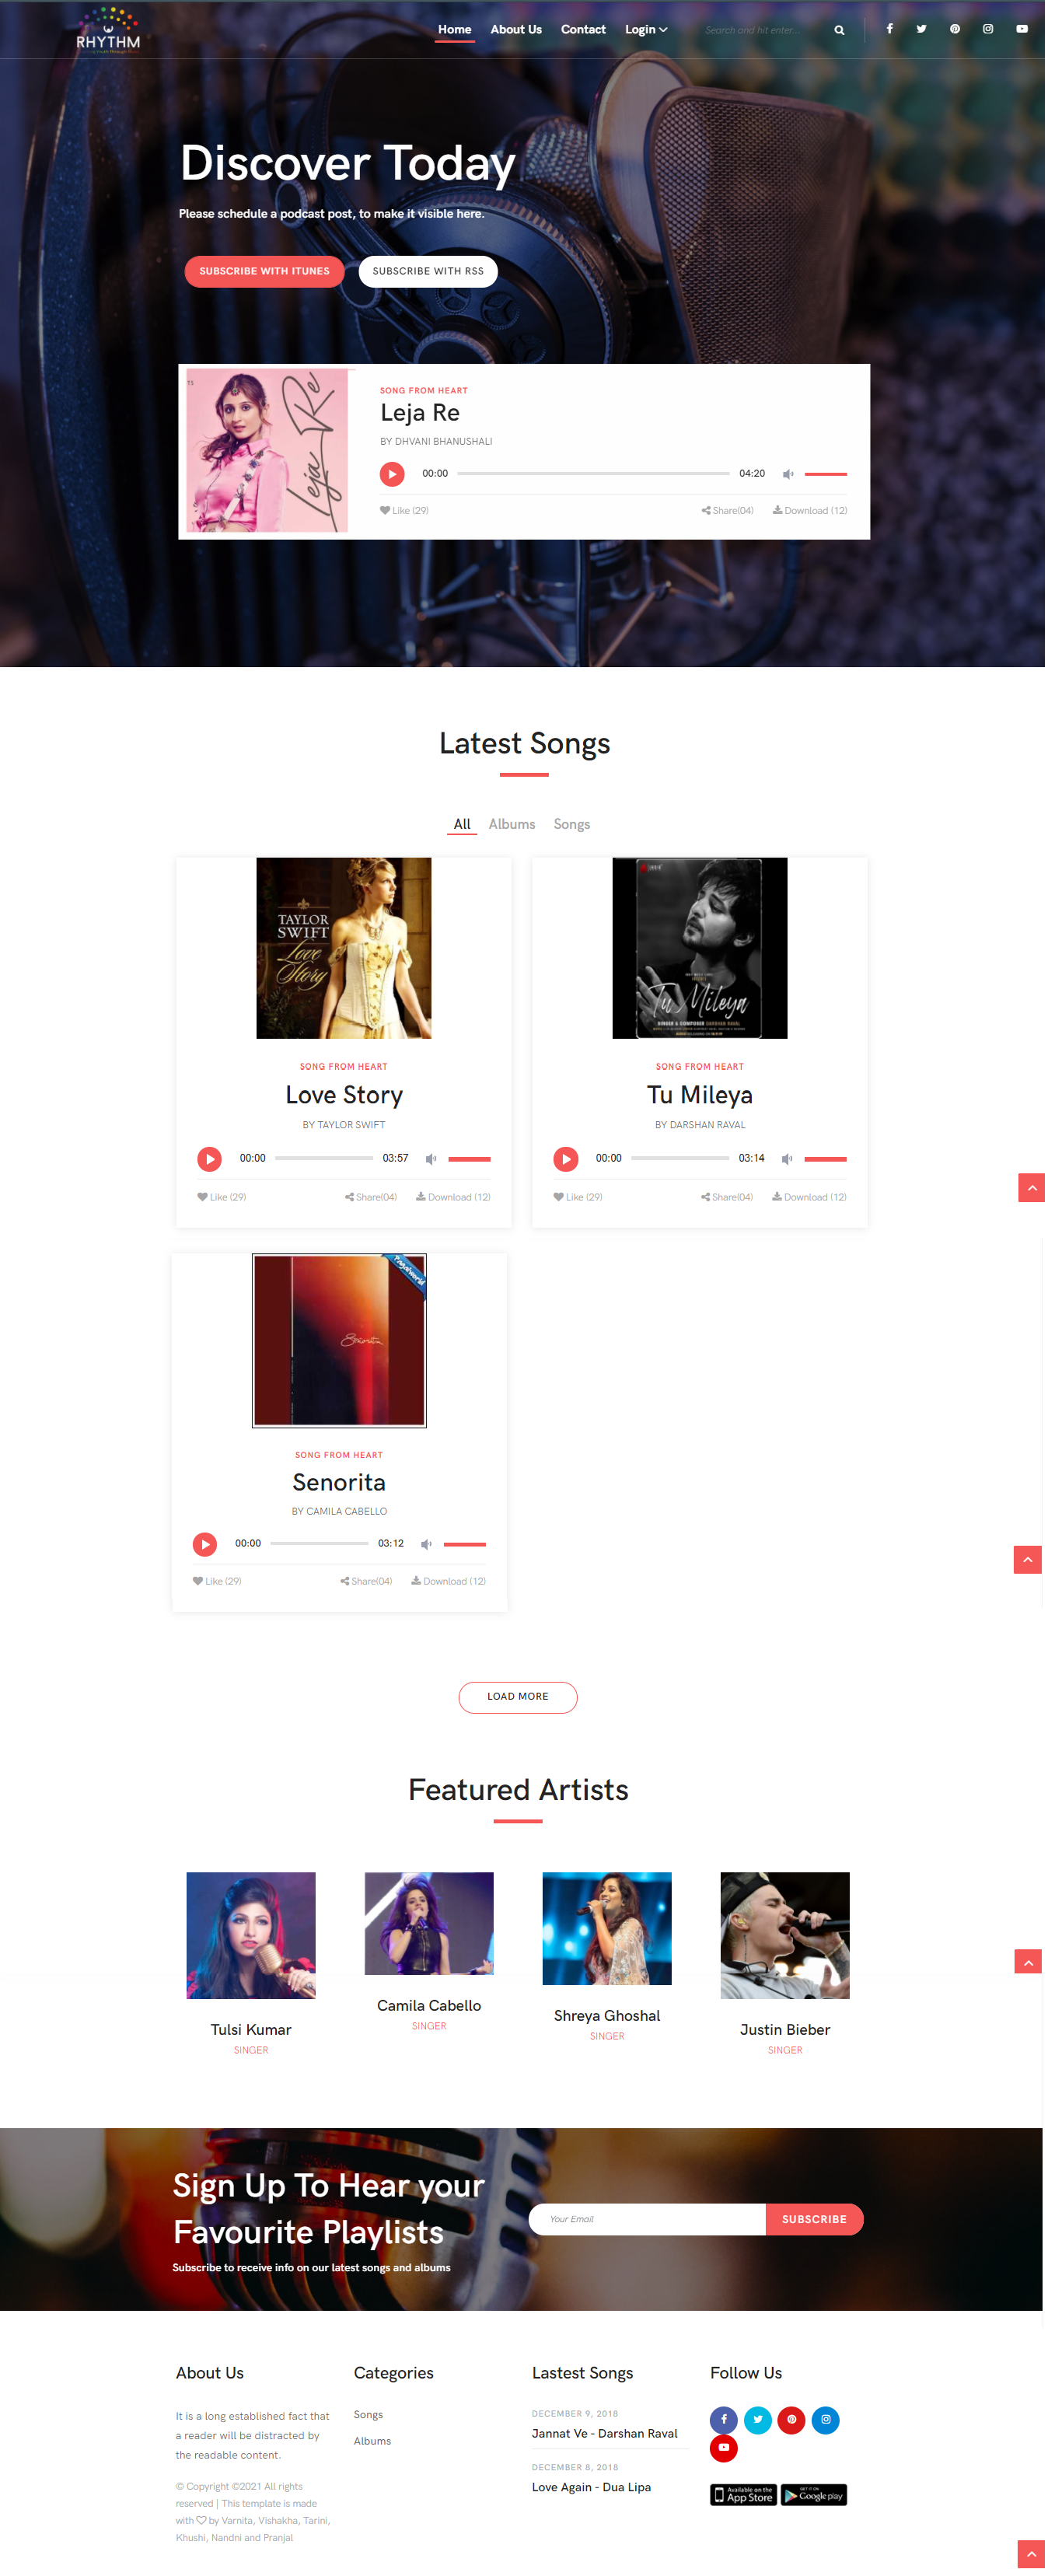 RHYTHM
Home About Us Contact Login Search and hit enter...
Discover Today
Please schedule a podcast post, to make it visible here.
SUBSCRIBE WITH ITUNES SUBSCRIBE WITH RSS
Leja Re
SONG FROM HEART
Leja Re
BY DHVANI BHANUSHALI
00:00 04:20
Like (29) Share(04) Download (12)
Latest Songs
All Albums Songs
TAYLOR
SWIFT
Love
Story
SONG FROM HEART
Love Story
BY TAYLOR SWIFT
00:00 03:57
Like (29) Share(04) Download (12)
Tu Mileya
SINGER & COMPOSER DARSHAN RAVAL
SONG FROM HEART
Tu Mileya
BY DARSHAN RAVAL
00:00 03:14
Like (29) Share(04) Download (12)
Señorita
SONG FROM HEART
Senorita
BY CAMILA CABELLO
00:00 03:12
Like (29) Share(04) Download (12)
LOAD MORE
Featured Artists
Tulsi Kumar
SINGER
Camila Cabello
SINGER
Shreya Ghoshal
SINGER
Justin Bieber
SINGER
Sign Up To Hear your
Favourite Playlists
Subscribe to receive info on our latest songs and albums
Your Email SUBSCRIBE
About Us
It is a long established fact that
a reader will be distracted by
the readable content.
© Copyright ©2021 All rights
reserved | This template is made
with by Varnita, Vishakha, Tarini,
Khushi, Nandni and Pranjal
Categories
Songs
Albums
Lastest Songs
DECEMBER 9, 2018
Jannat Ve - Darshan Raval
DECEMBER 8, 2018
Love Again - Dua Lipa
Follow Us
Available on the
App Store
GET IT ON
Google play